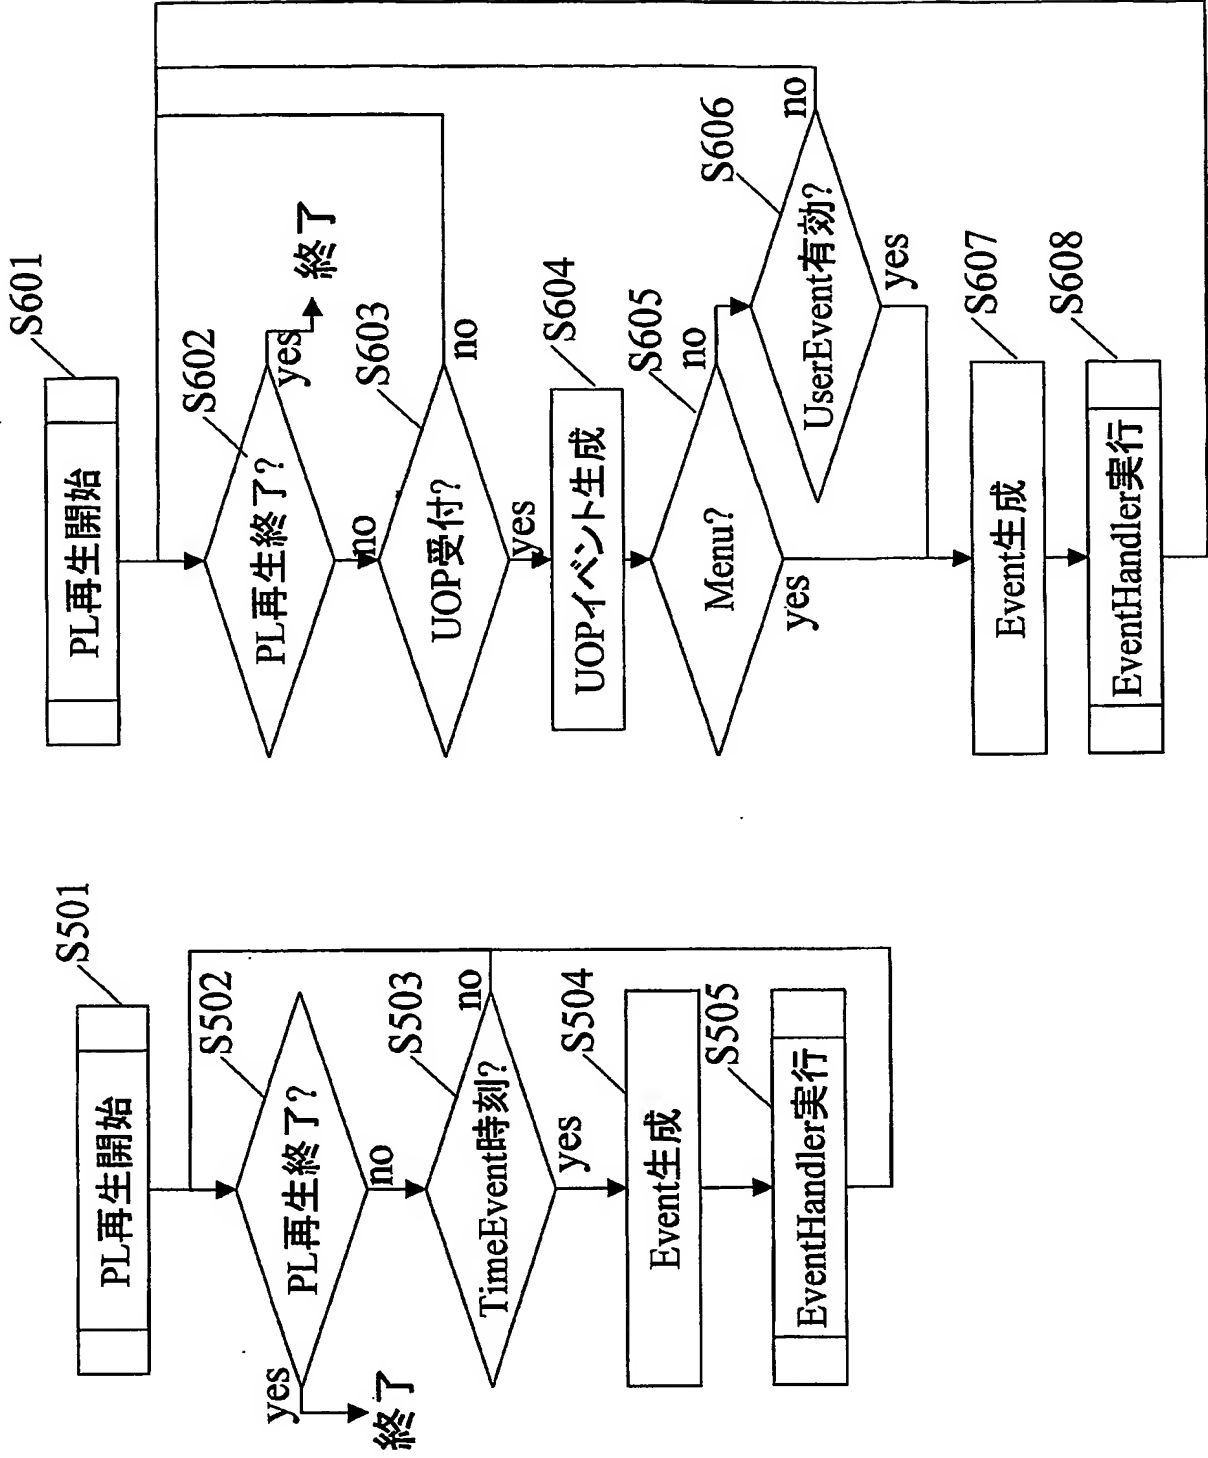 S501
PL再生開始
S502
PL再生終了?
yes
終了
no
S503
TimeEvent時刻?
no
yes
S504
Event生成
S505
EventHandler実行
S601
PL再生開始
S602
PL再生終了?
yes
終了
no
S603
UOP受付?
no
yes
S604
UOPイベント生成
S605
Menu?
no
yes
S606
UserEvent有効?
no
yes
S607
Event生成
S608
EventHandler実行